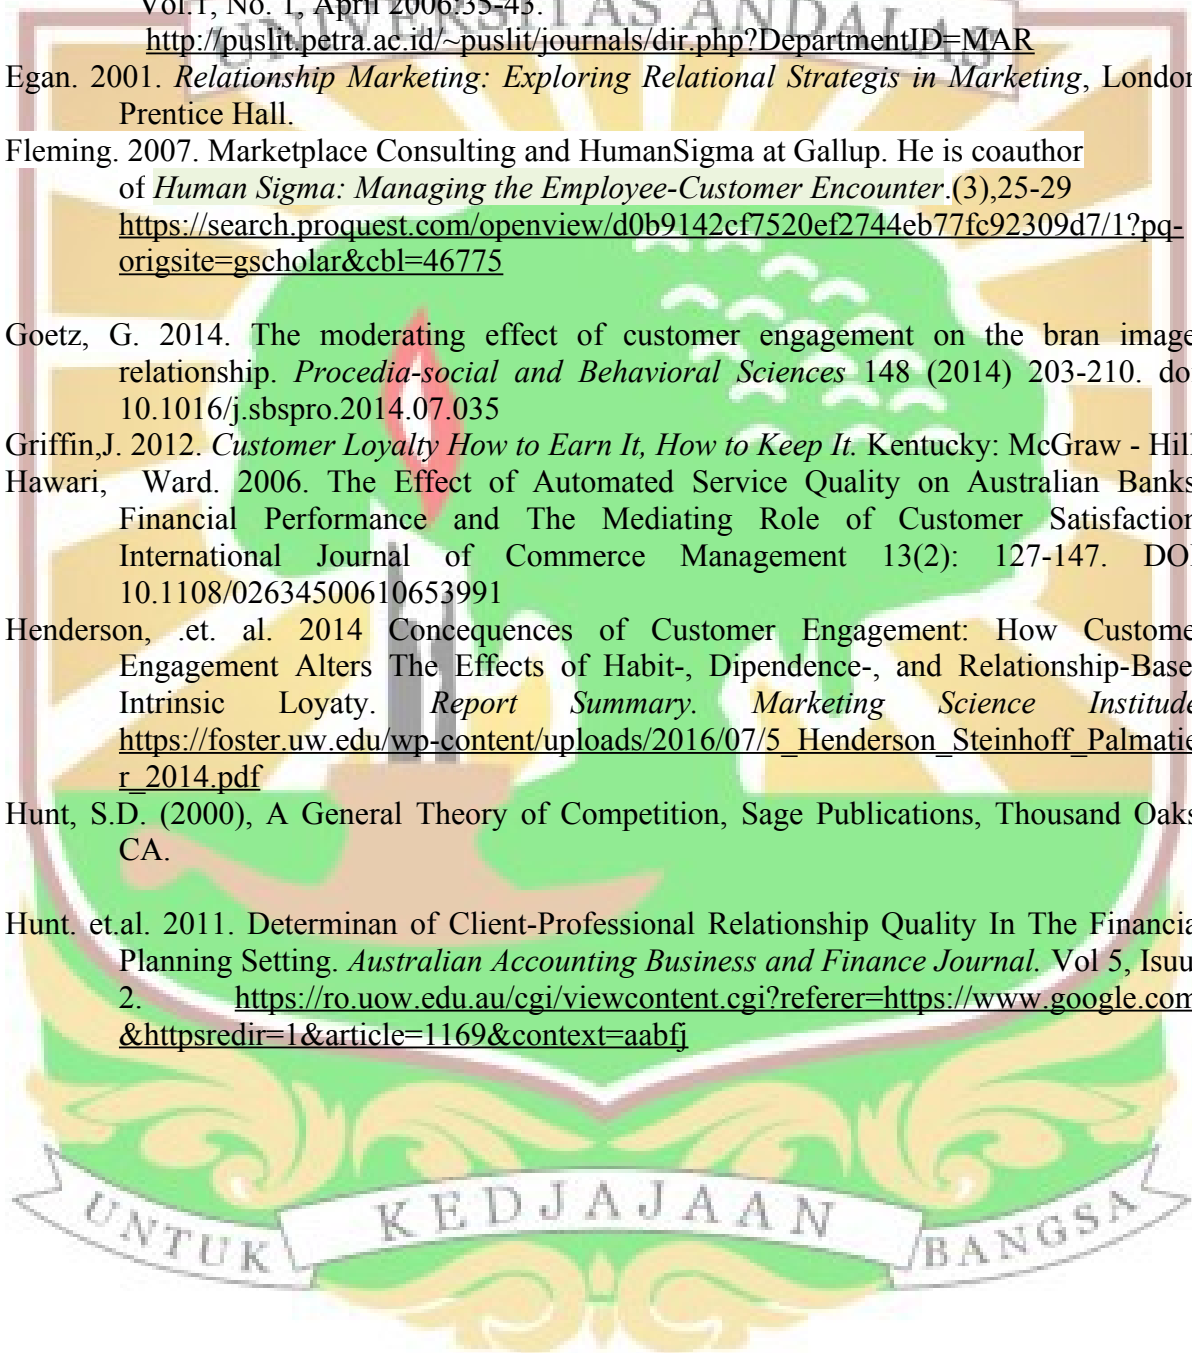 Vol.1, No. 1, April 2006:35-43.
UNIVERSITAS ANDALAS
http://puslit.petra.ac.id/~puslit/journals/dir.php?DepartmentID=MAR
Egan. 2001. Relationship Marketing: Exploring Relational Strategis in Marketing, London
Prentice Hall.
Fleming. 2007. Marketplace Consulting and HumanSigma at Gallup. He is coauthor
of Human Sigma: Managing the Employee-Customer Encounter.(3),25-29
https://search.proquest.com/openview/d0b9142cf7520ef2744eb77fc92309d7/1?pq-
origsite=gscholar&cbl=46775
Goetz, G. 2014. The moderating effect of customer engagement on the bran image
relationship. Procedia-social and Behavioral Sciences 148 (2014) 203-210. doi
10.1016/j.sbspro.2014.07.035
Griffin,J. 2012. Customer Loyalty How to Earn It, How to Keep It. Kentucky: McGraw - Hill
Hawari, Ward. 2006. The Effect of Automated Service Quality on Australian Banks
Financial Performance and The Mediating Role of Customer Satisfaction
International Journal of Commerce Management 13(2): 127-147. DOI
10.1108/02634500610653991
Henderson, .et. al. 2014 Concequences of Customer Engagement: How Custome
Engagement Alters The Effects of Habit-, Dipendence-, and Relationship-Base
Intrinsic Loyaty. Report Summary. Marketing Science Institude
https://foster.uw.edu/wp-content/uploads/2016/07/5_Henderson_Steinhoff_Palmatie
r_2014.pdf
Hunt, S.D. (2000), A General Theory of Competition, Sage Publications, Thousand Oaks
CA.
Hunt. et.al. 2011. Determinan of Client-Professional Relationship Quality In The Financia
Planning Setting. Australian Accounting Business and Finance Journal. Vol 5, Isuu
2. https://ro.uow.edu.au/cgi/viewcontent.cgi?referer=https://www.google.com
&httpsredir=1&article=1169&context=aabfj
UNTUK KEDJAJAAN BANGSA